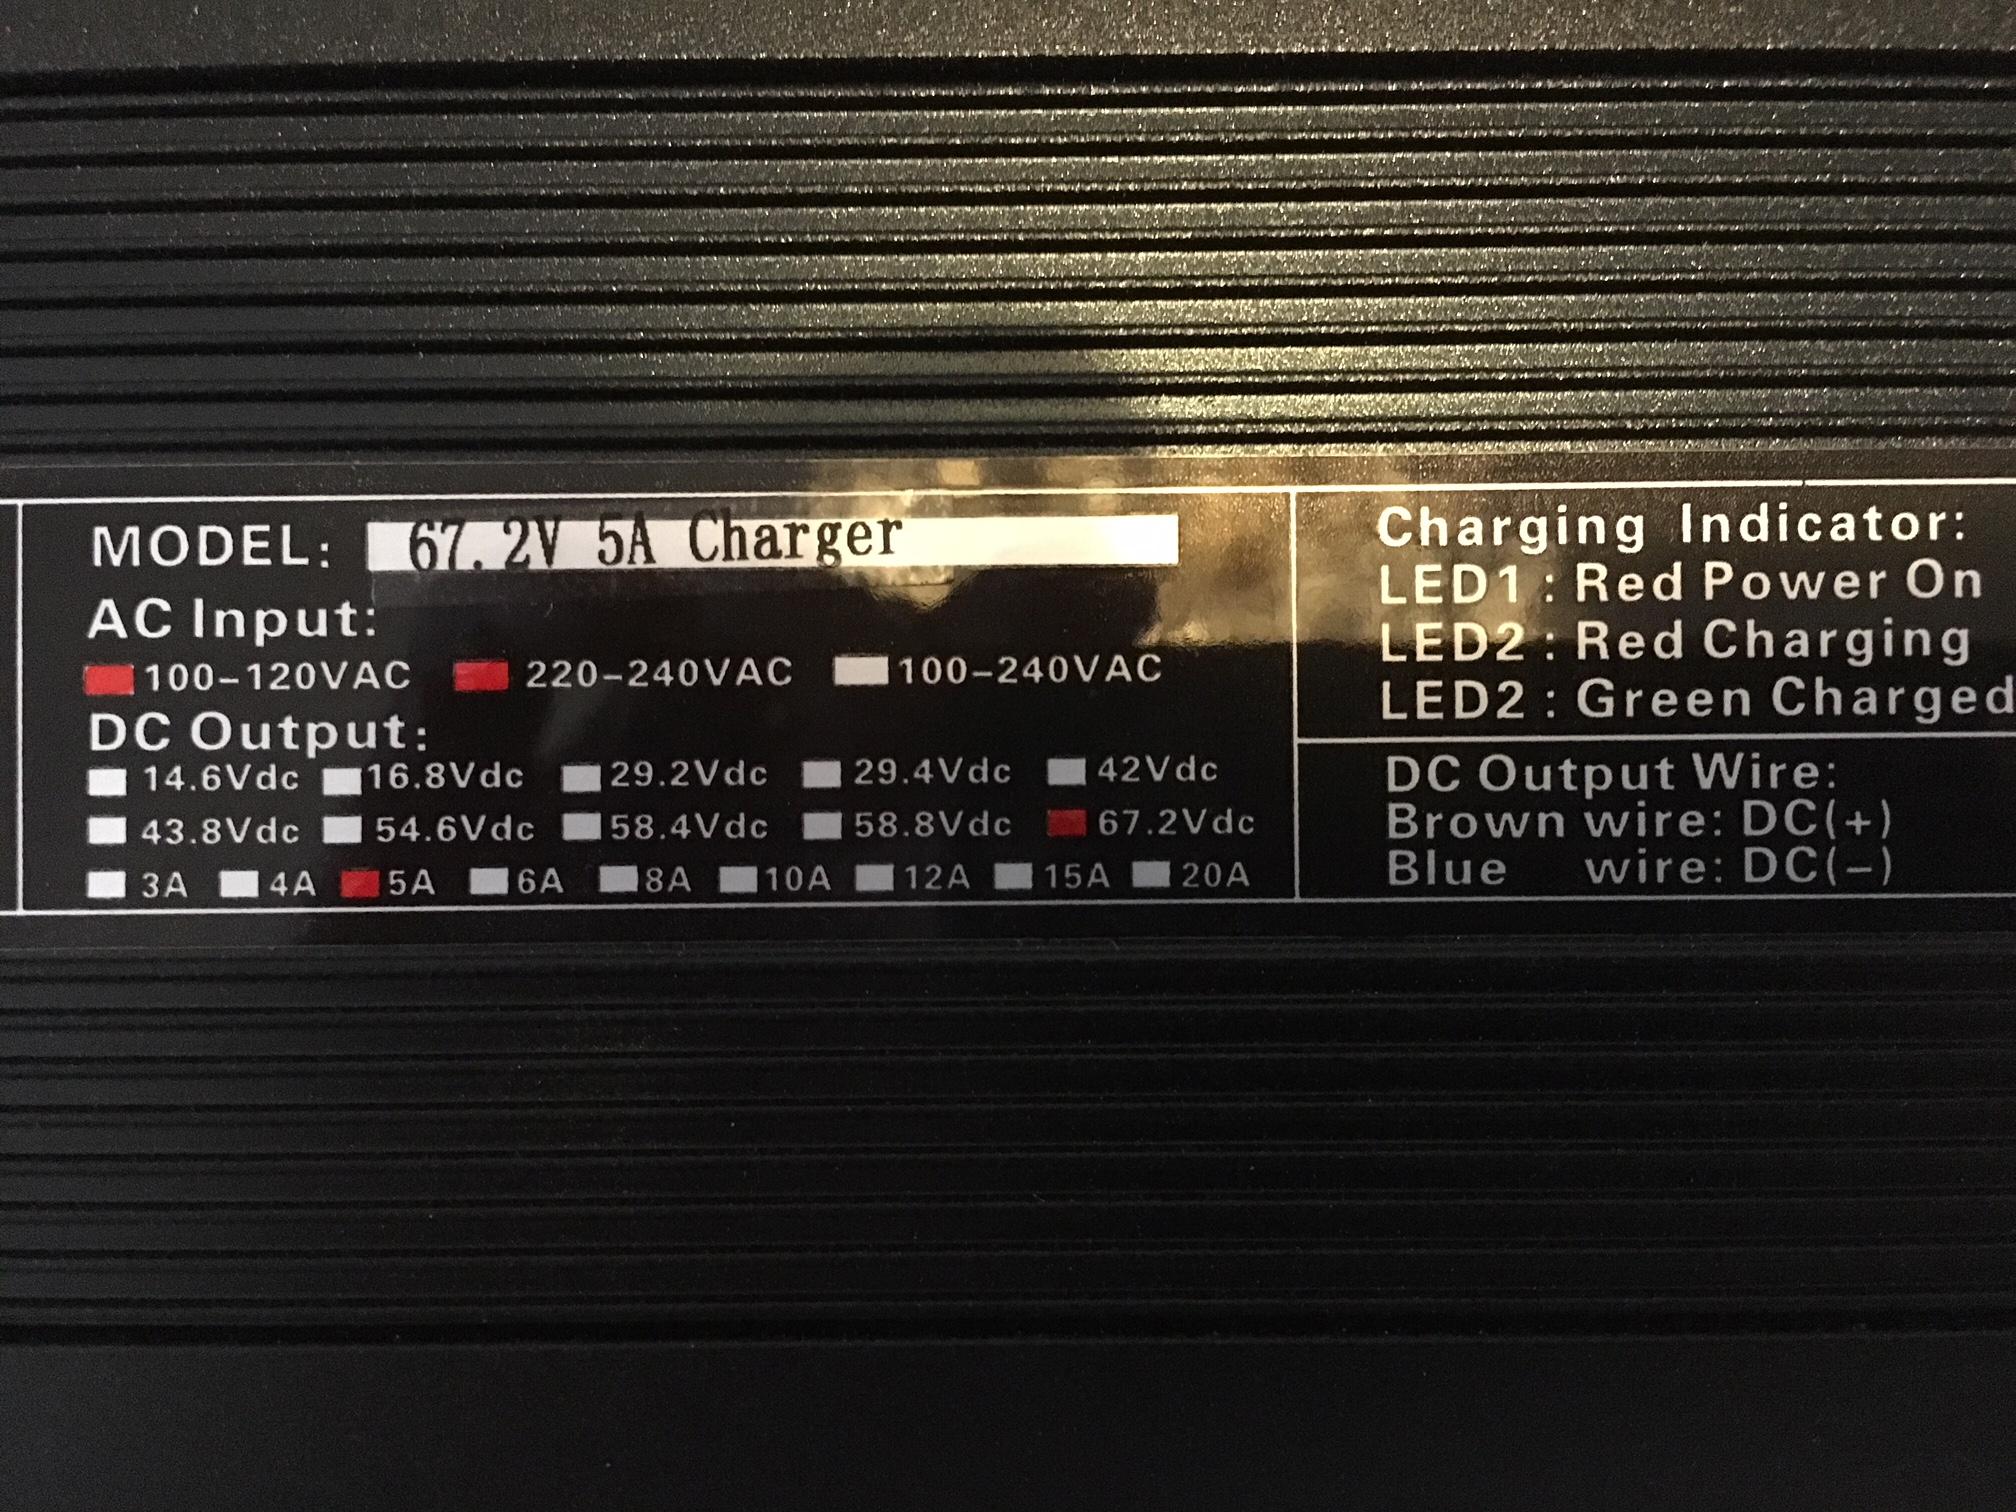 MODEL: 67.2V 5A Charger
AC Input:
100-120VAC 220-240VAC 100-240VAC
DC Output:
14.6Vdc 16.8Vdc 29.2Vdc 29.4Vdc 42Vdc
43.8Vdc 54.6Vdc 58.4Vdc 58.8Vdc 67.2Vdc
3A 4A 5A 6A 8A 10A 12A 15A 20A
Charging Indicator:
LED1 : Red Power On
LED2 : Red Charging
LED2 : Green Charged
DC Output Wire:
Brown wire: DC(+)
Blue wire: DC(-)